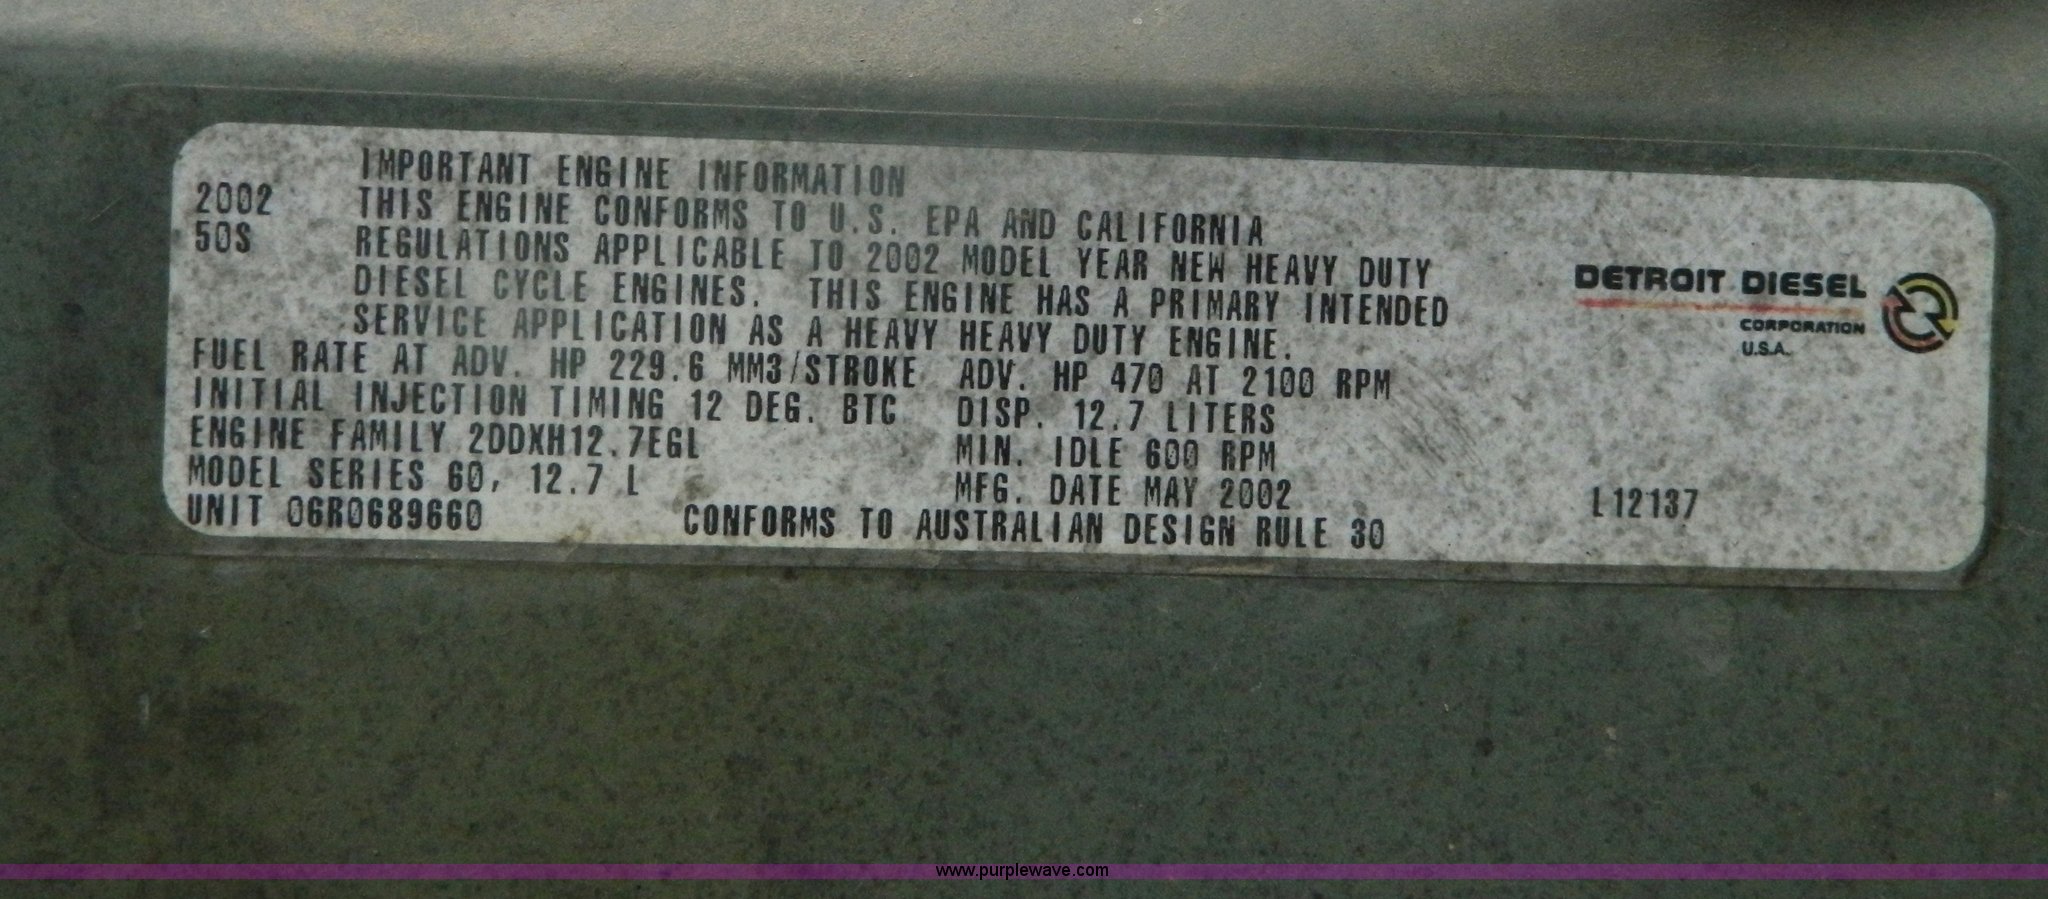 IMPORTANT ENGINE INFORMATION
2002 THIS ENGINE CONFORMS TO U.S. EPA AND CALIFORNIA
50S REGULATIONS APPLICABLE TO 2002 MODEL YEAR NEW HEAVY DUTY
DIESEL CYCLE ENGINES. THIS ENGINE HAS A PRIMARY INTENDED
SERVICE APPLICATION AS A HEAVY HEAVY DUTY ENGINE.
FUEL RATE AT ADV. HP 229.6 MM3/STROKE ADV. HP 470 AT 2100 RPM
INITIAL INJECTION TIMING 12 DEG. BTC DISP. 12.7 LITERS
ENGINE FAMILY 2DDXH12.7EGL MIN. IDLE 600 RPM
MODEL SERIES 60, 12.7 L MFG. DATE MAY 2002
UNIT 06R0689660 CONFORMS TO AUSTRALIAN DESIGN RULE 30
DETROIT DIESEL
CORPORATION
U.S.A.
L12137
www.purplewave.com